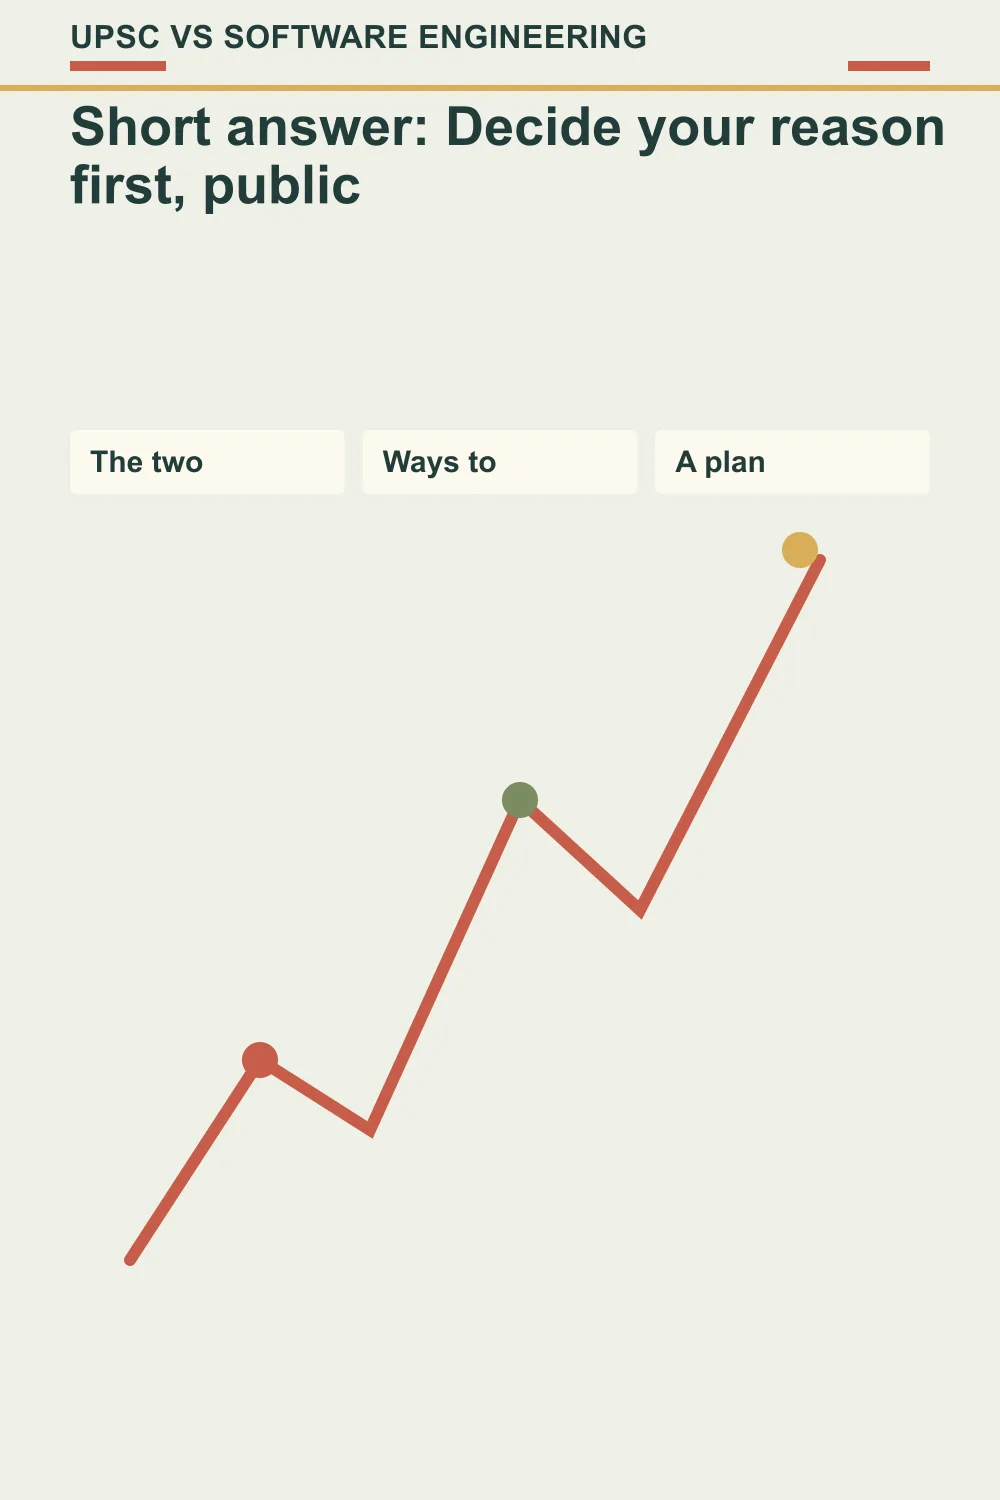 UPSC VS SOFTWARE ENGINEERING
Short answer: Decide your reason
first, public
The two
Ways to
A plan